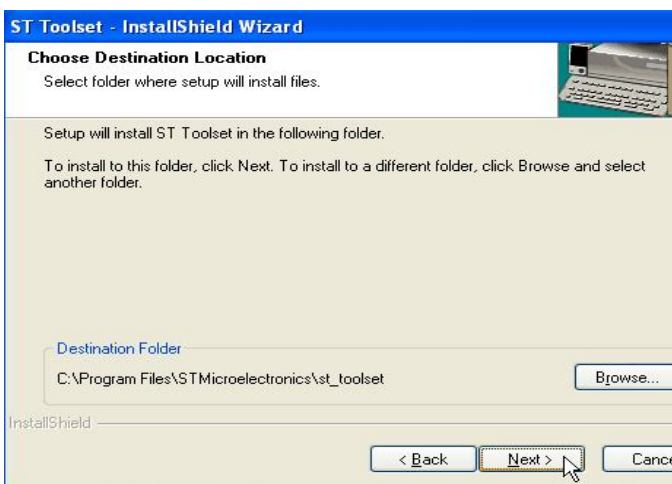 ST Toolset - InstallShield Wizard
Choose Destination Location
Select folder where setup will install files.
Setup will install ST Toolset in the following folder.
To install to this folder, click Next. To install to a different folder, click Browse and select
another folder.
Destination Folder
C:\Program Files\STMicroelectronics\st_toolset
Browse...
InstallShield
< Back
Next >
Cance